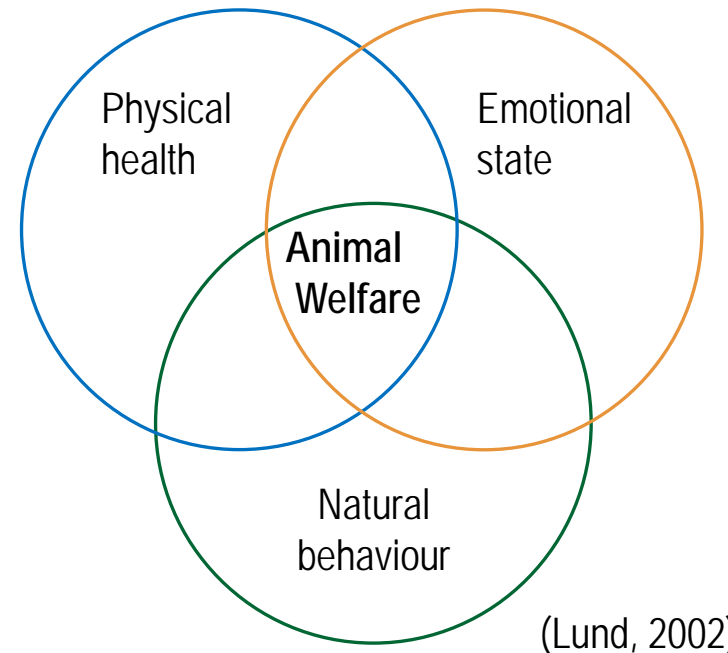 Physical
health
Emotional
state
Animal
Welfare
Natural
behaviour
(Lund, 2002)